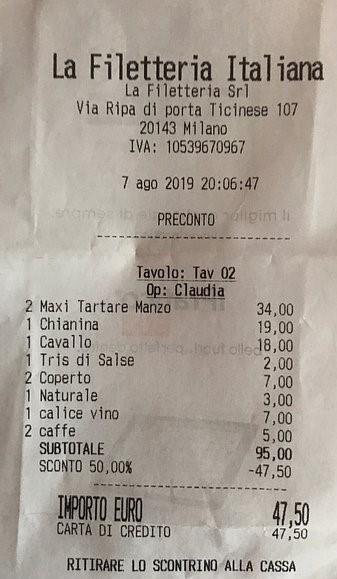 La Filetteria Italiana
La Filetteria Srl
Via Ripa di porta Ticinese 107
20143 Milano
IVA: 10539670967
7 ago 2019 20:06:47
PRECONTO
Tavolo: Tav 02
Op: Claudia
2 Maxi Tartare Manzo 34,00
1 Chianina 19,00
1 Cavallo 18,00
1 Tris di Salse 2,00
2 Coperto 7,00
1 Naturale 3,00
1 calice vino 7,00
2 caffe 5,00
SUBTOTALE 95,00
SCONTO 50,00% -47,50
IMPORTO EURO 47,50
CARTA DI CREDITO 47,50
RITIRARE LO SCONTRINO ALLA CASSA